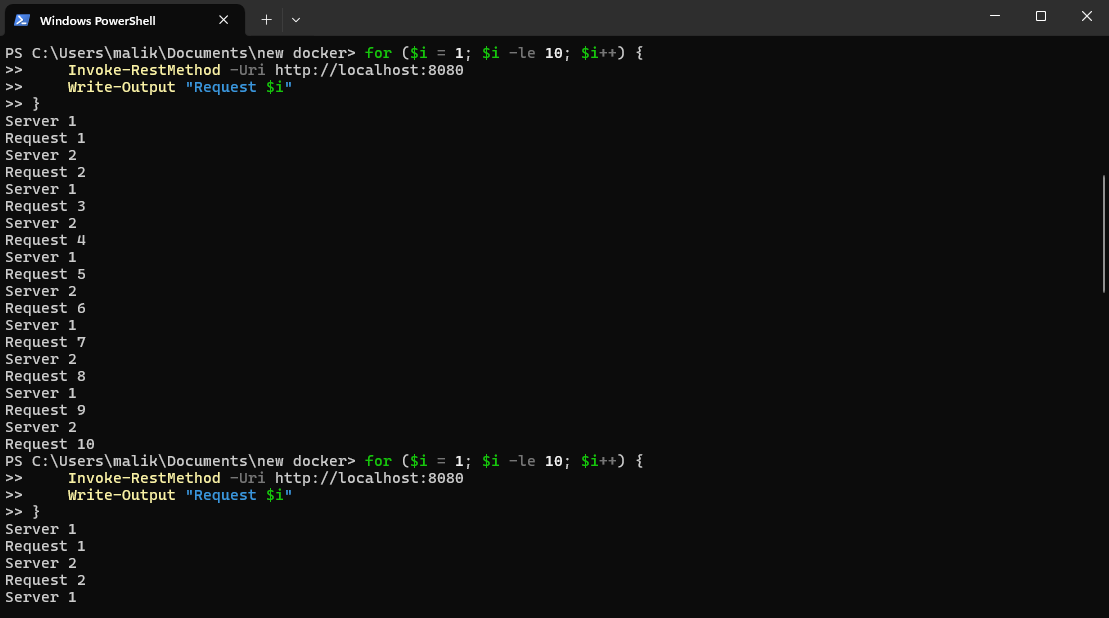 Windows PowerShell
PS C:\Users\malik\Documents\new docker> for ($i = 1; $i -le 10; $i++) {
>>     Invoke-RestMethod -Uri http://localhost:8080
>>     Write-Output "Request $i"
>> }
Server 1
Request 1
Server 2
Request 2
Server 1
Request 3
Server 2
Request 4
Server 1
Request 5
Server 2
Request 6
Server 1
Request 7
Server 2
Request 8
Server 1
Request 9
Server 2
Request 10
PS C:\Users\malik\Documents\new docker> for ($i = 1; $i -le 10; $i++) {
>>     Invoke-RestMethod -Uri http://localhost:8080
>>     Write-Output "Request $i"
>> }
Server 1
Request 1
Server 2
Request 2
Server 1